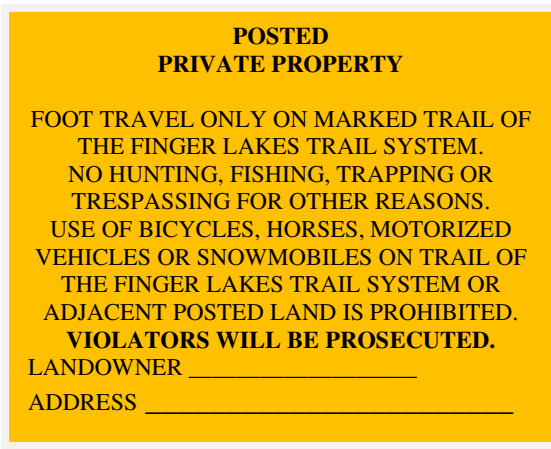 POSTED
PRIVATE PROPERTY
FOOT TRAVEL ONLY ON MARKED TRAIL OF
THE FINGER LAKES TRAIL SYSTEM.
NO HUNTING, FISHING, TRAPPING OR
TRESPASSING FOR OTHER REASONS.
USE OF BICYCLES, HORSES, MOTORIZED
VEHICLES OR SNOWMOBILES ON TRAIL OF
THE FINGER LAKES TRAIL SYSTEM OR
ADJACENT POSTED LAND IS PROHIBITED.
VIOLATORS WILL BE PROSECUTED.
LANDOWNER ___________________
ADDRESS _________________________